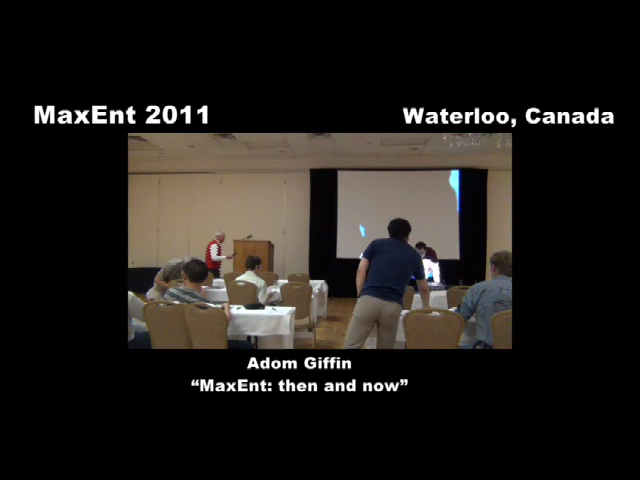 MaxEnt 2011
Waterloo, Canada
Adom Giffin
“MaxEnt: then and now”